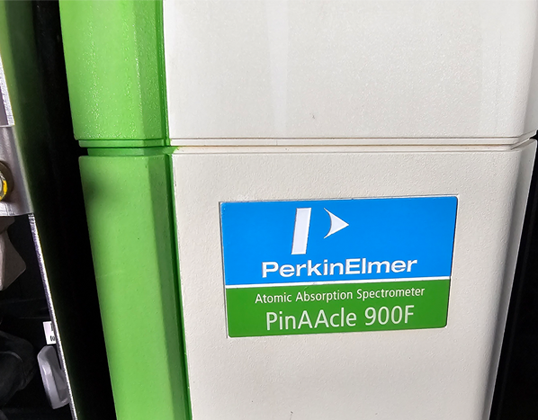 PerkinElmer
Atomic Absorption Spectrometer
PinAAcle 900F